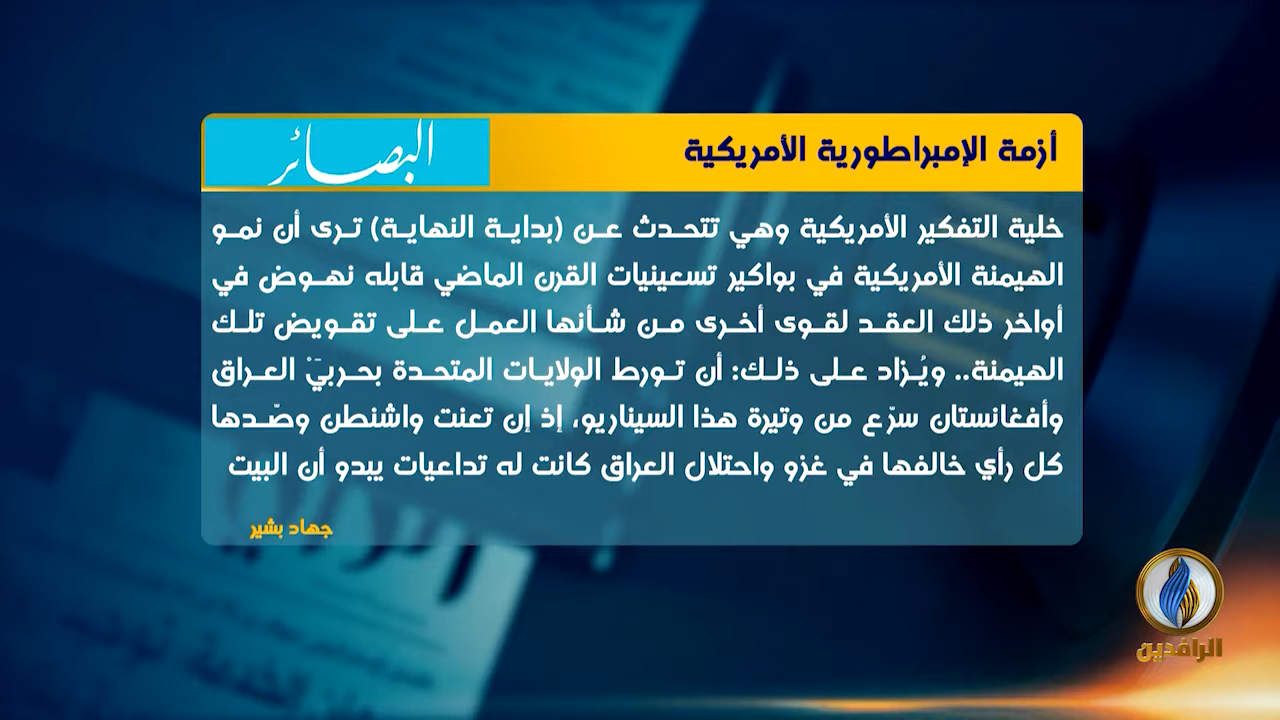 أزمة الإمبراطورية الأمريكية
البصائر
خلية التفكير الأمريكية وهي تتحدث عن (بداية النهاية) ترى أن نمو
الهيمنة الأمريكية في بواكير تسعينيات القرن الماضي قابله نهوض في
أواخر ذلك العقد لقوى أخرى من شأنها العمل على تقويض تلك
الهيمنة.. ويُزاد على ذلك: أن تورط الولايات المتحدة بحربيَْ العراق
وأفغانستان سرّع من وتيرة هذا السيناريو، إذ إن تعنت واشنطن وصّدها
كل رأي خالفها في غزو واحتلال العراق كانت له تداعيات يبدو أن البيت
جهاد بشير
الرافدين